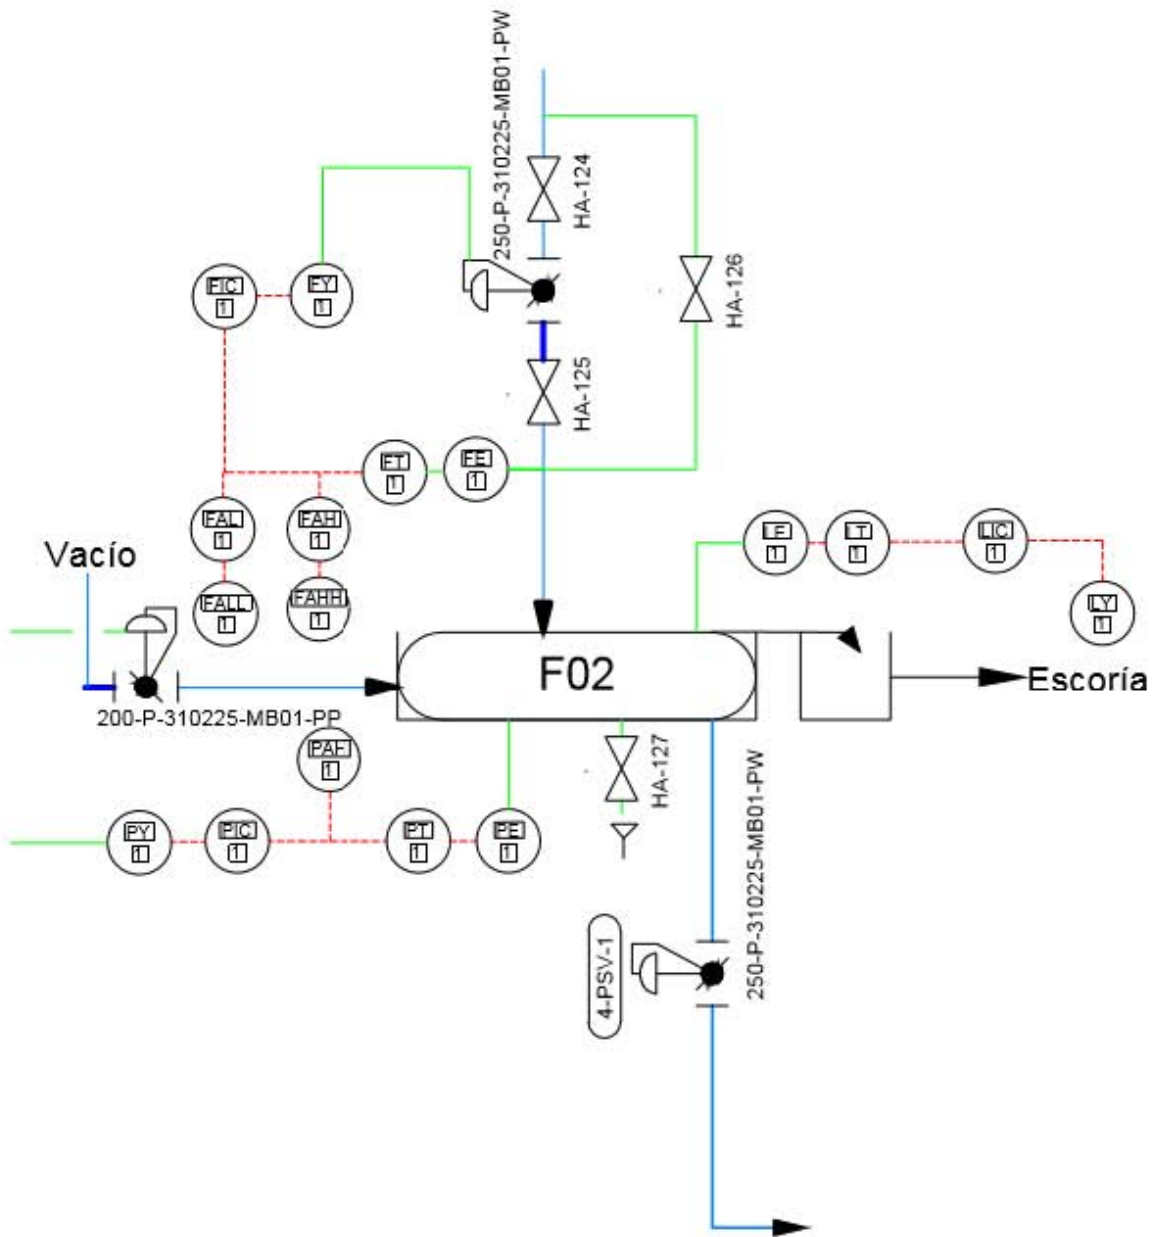 250-P-310225-MB01-PW
HA-124
FIC
1
FY
1
HA-126
HA-125
FT
1
FE
1
FAL
1
FAH
1
LE
1
LT
1
LIC
1
Vacío
FALL
1
FAHH
1
LY
1
F02
Escoría
200-P-310225-MB01-PP
PAH
1
HA-127
PY
1
PIC
1
PT
1
PE
1
250-P-310225-MB01-PW
4-PSV-1